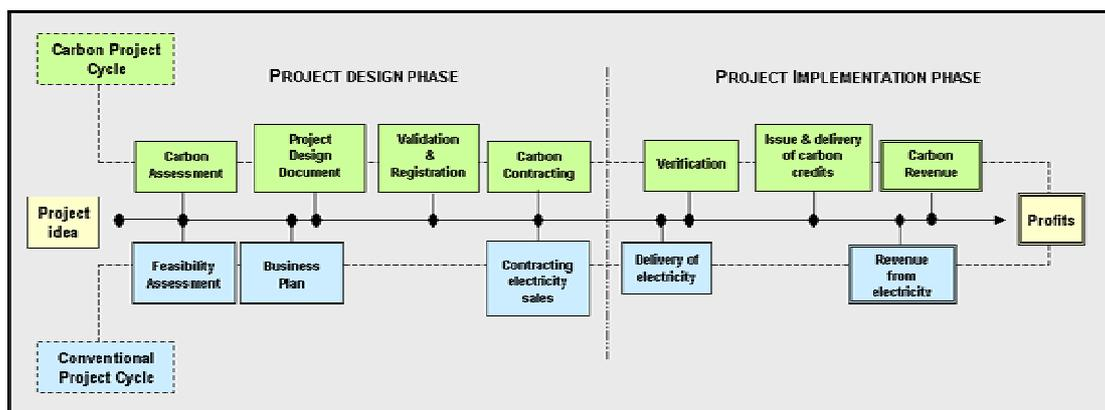 Carbon Project
Cycle
PROJECT DESIGN PHASE
PROJECT IMPLEMENTATION PHASE
Carbon
Assessment
Project
Design
Document
Validation
&
Registration
Carbon
Contracting
Verification
Issue & delivery
of carbon
credits
Carbon
Revenue
Project
idea
Profits
Feasibility
Assessment
Business
Plan
Contracting
electricity
sales
Delivery of
electricity
Revenue
from
electricity
Conventional
Project Cycle